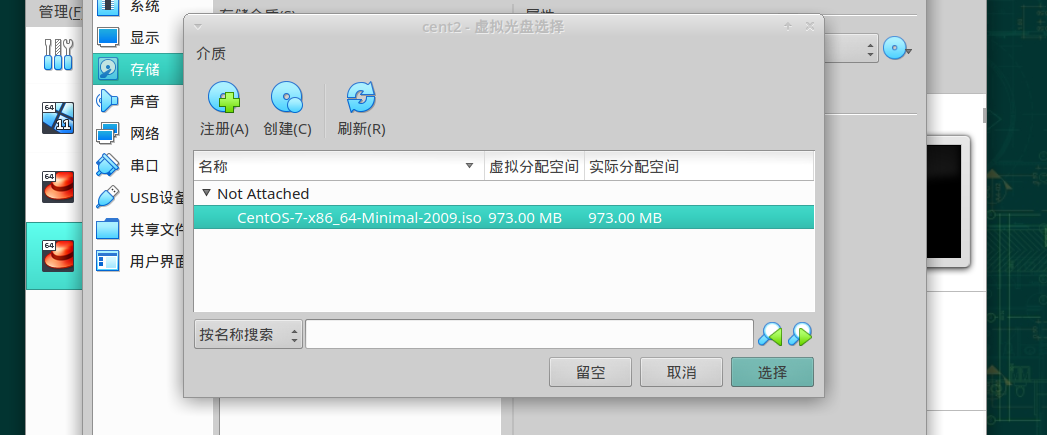 管理(F
系统
cent2 - 虚拟光盘选择
显示
介质
存储
声音
注册(A)
创建(C)
刷新(R)
网络
64
11
串口
名称
虚拟分配空间
实际分配空间
USB设备
Not Attached
64
CentOS-7-x86_64-Minimal-2009.iso
973.00 MB
973.00 MB
共享文件
64
用户界面
按名称搜索
留空
取消
选择